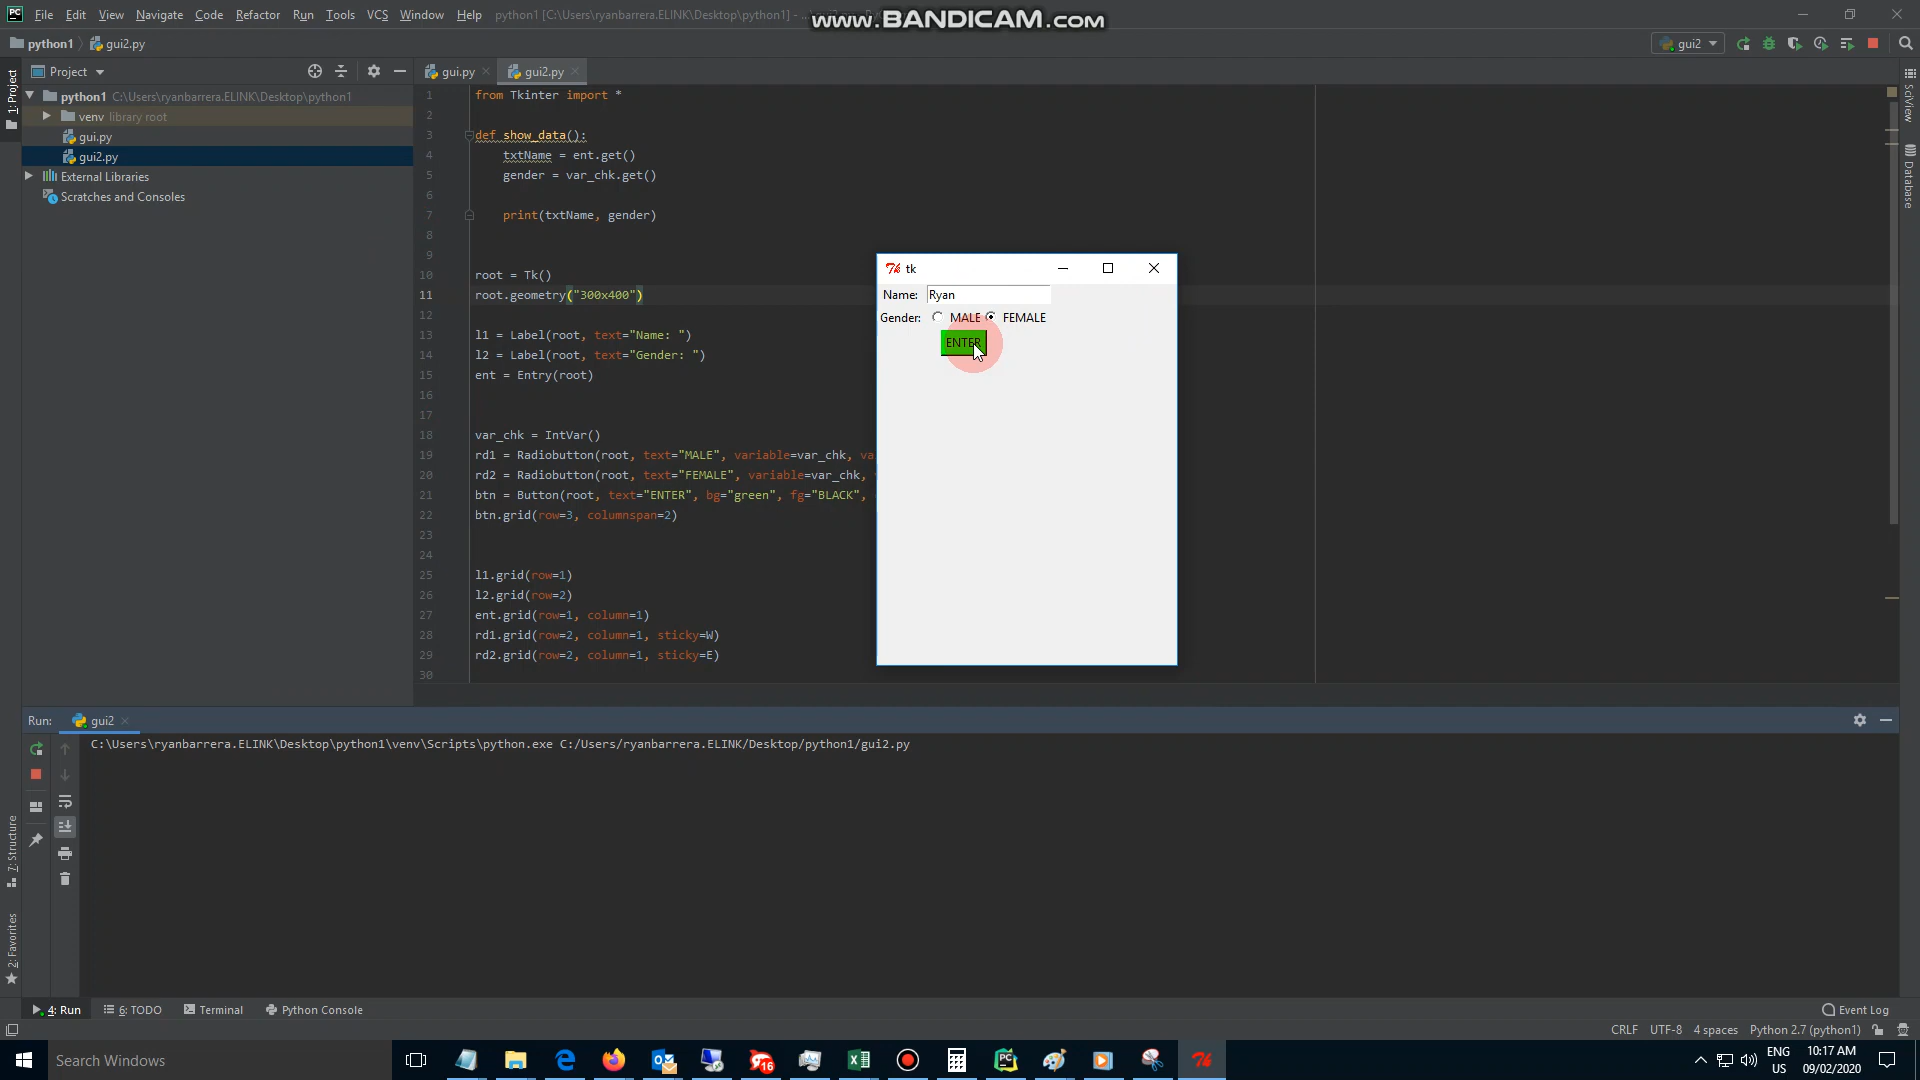 File Edit View Navigate Code Refactor Run Tools VCS Window Help python1 [C:\Users\ryanbarrera.ELINK\Desktop\python1] - 
www.BANDICAM.com
python1 gui2.py
gui2
Project
gui.py
gui2.py
1: Project
python1 C:\Users\ryanbarrera.ELINK\Desktop\python1
venv library root
gui.py
gui2.py
External Libraries
Scratches and Consoles
SciView
Database
1 from Tkinter import *
2
3 def show_data():
4 txtName = ent.get()
5 gender = var_chk.get()
6
7 print(txtName, gender)
8
9
10 root = Tk()
11 root.geometry("300x400")
12
13 l1 = Label(root, text="Name: ")
14 l2 = Label(root, text="Gender: ")
15 ent = Entry(root)
16
17
18 var_chk = IntVar()
19 rd1 = Radiobutton(root, text="MALE", variable=var_chk, va
20 rd2 = Radiobutton(root, text="FEMALE", variable=var_chk,
21 btn = Button(root, text="ENTER", bg="green", fg="BLACK",
22 btn.grid(row=3, columnspan=2)
23
24
25 l1.grid(row=1)
26 l2.grid(row=2)
27 ent.grid(row=1, column=1)
28 rd1.grid(row=2, column=1, sticky=W)
29 rd2.grid(row=2, column=1, sticky=E)
30
tk
Name: Ryan
Gender: MALE FEMALE
ENTER
Run: gui2
C:\Users\ryanbarrera.ELINK\Desktop\python1\venv\Scripts\python.exe C:/Users/ryanbarrera.ELINK/Desktop/python1/gui2.py
7: Structure
2: Favorites
4: Run 6: TODO Terminal Python Console
Event Log
CRLF UTF-8 4 spaces Python 2.7 (python1)
Search Windows
16
ENG
US
10:17 AM
09/02/2020